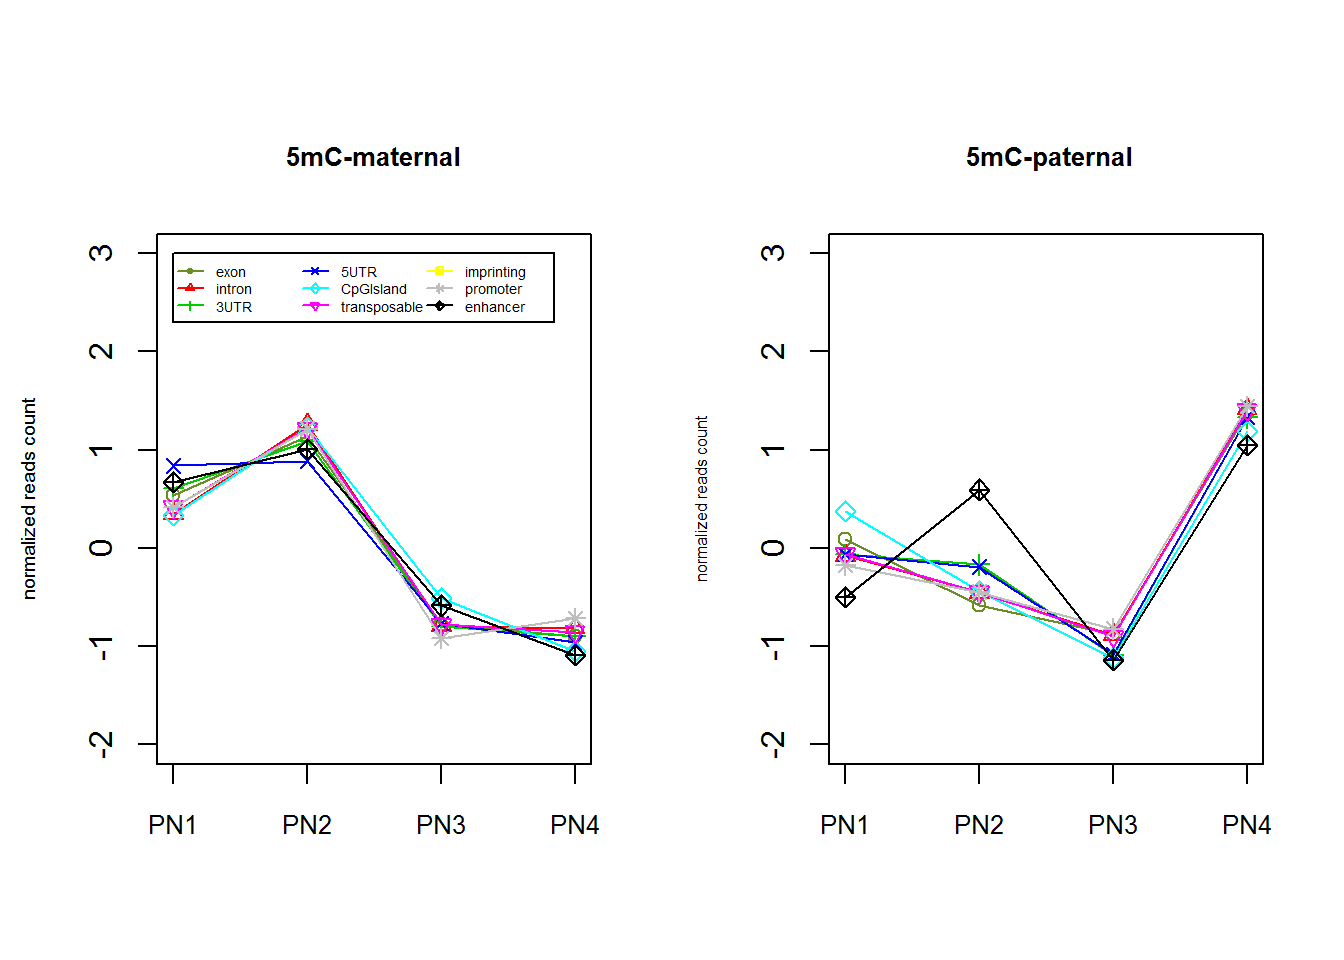 5mC-maternal
3
2
1
0
-1
-2
normalized reads count
exon 5UTR imprinting
intron CpGIsland promoter
3UTR transposable enhancer
PN1 PN2 PN3 PN4
5mC-paternal
3
2
1
0
-1
-2
normalized reads count
PN1 PN2 PN3 PN4